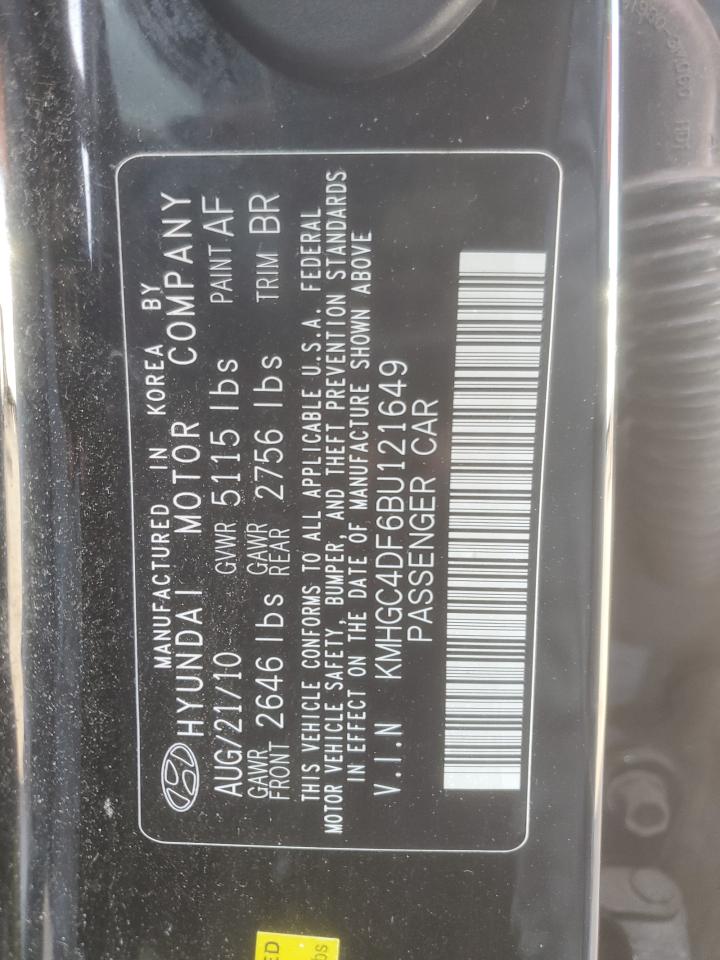 MANUFACTURED IN KOREA BY
HYUNDAI MOTOR COMPANY
AUG/21/10 GVWR 5115 lbs PAINT AF
GAWR FRONT 2646 lbs GAWR REAR 2756 lbs TRIM BR
THIS VEHICLE CONFORMS TO ALL APPLICABLE U.S.A. FEDERAL
MOTOR VEHICLE SAFETY, BUMPER, AND THEFT PREVENTION STANDARDS
IN EFFECT ON THE DATE OF MANUFACTURE SHOWN ABOVE
V.I.N KMHGC4DF6BU121649
PASSENGER CAR